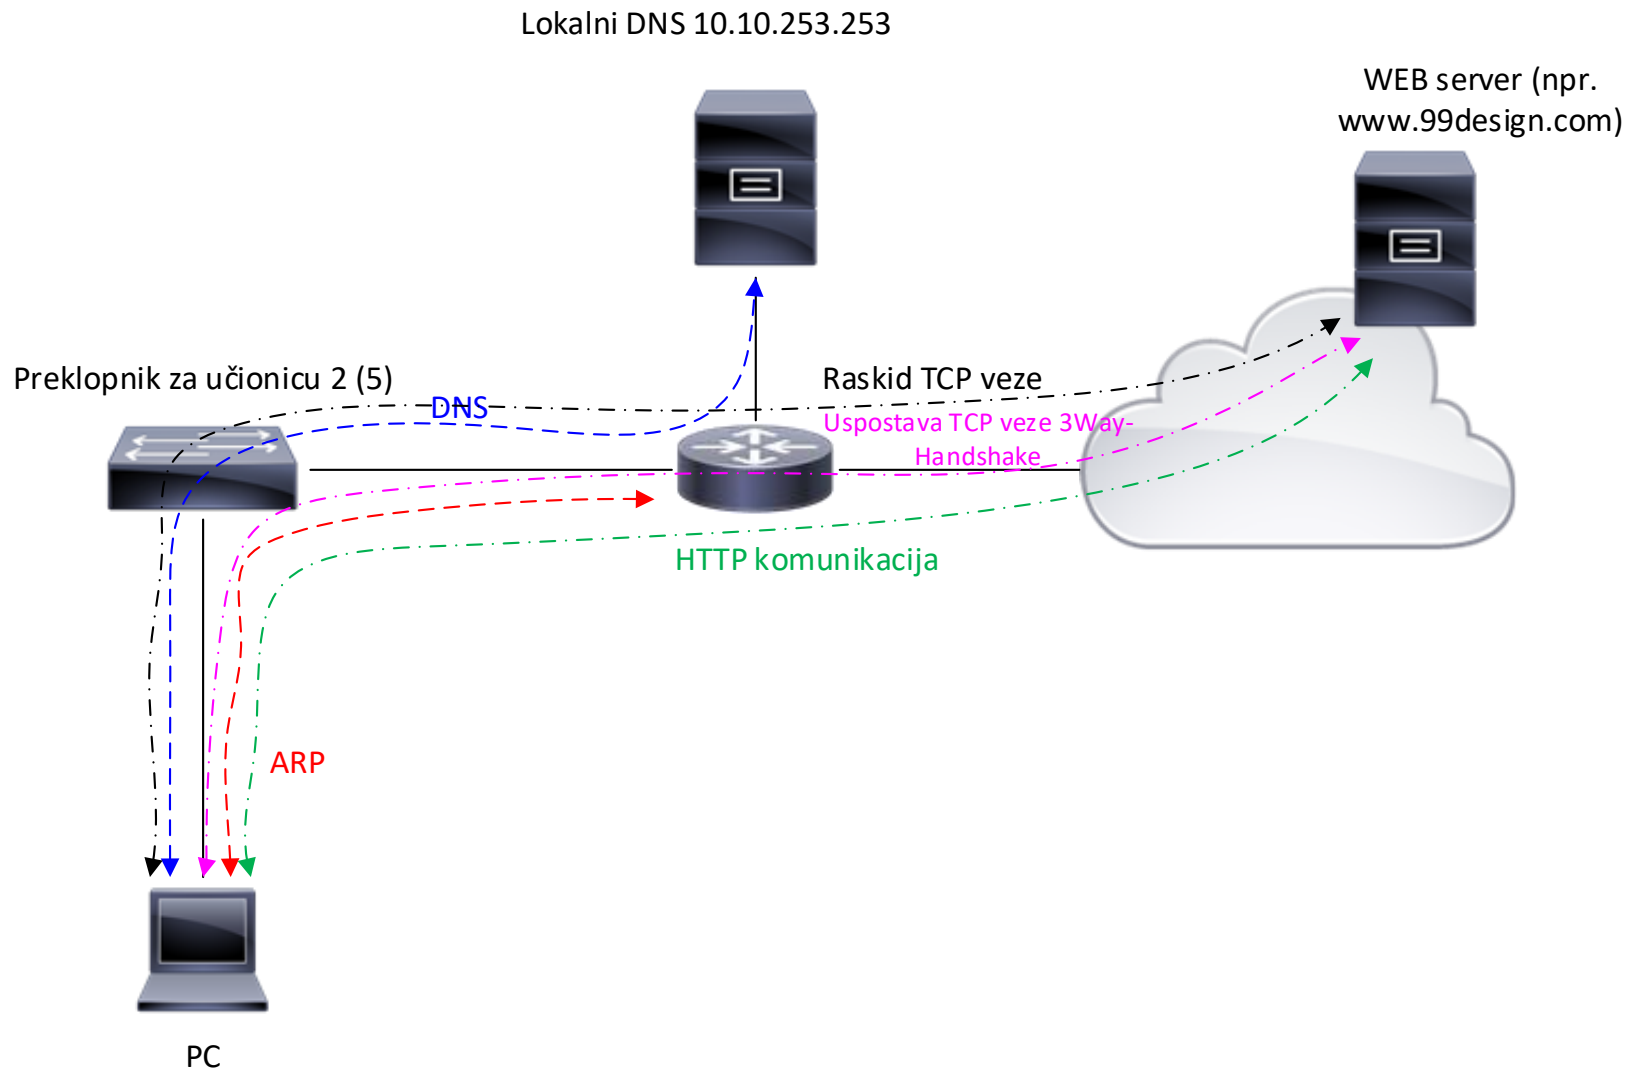 Lokalni DNS 10.10.253.253
WEB server (npr.
www.99design.com)
Preklopnik za učionicu 2 (5)
DNS
Raskid TCP veze
Uspostava TCP veze 3Way-
Handshake
HTTP komunikacija
ARP
PC